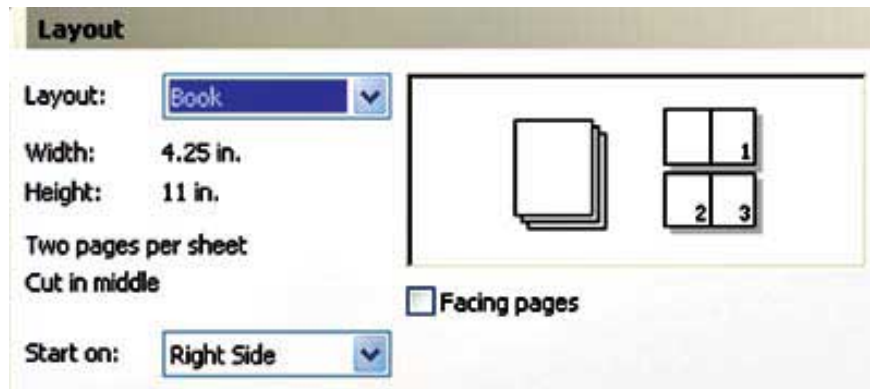 Layout
Layout: Book
Width: 4.25 in.
Height: 11 in.
Two pages per sheet
Cut in middle
Start on: Right Side
1
2 3
Facing pages